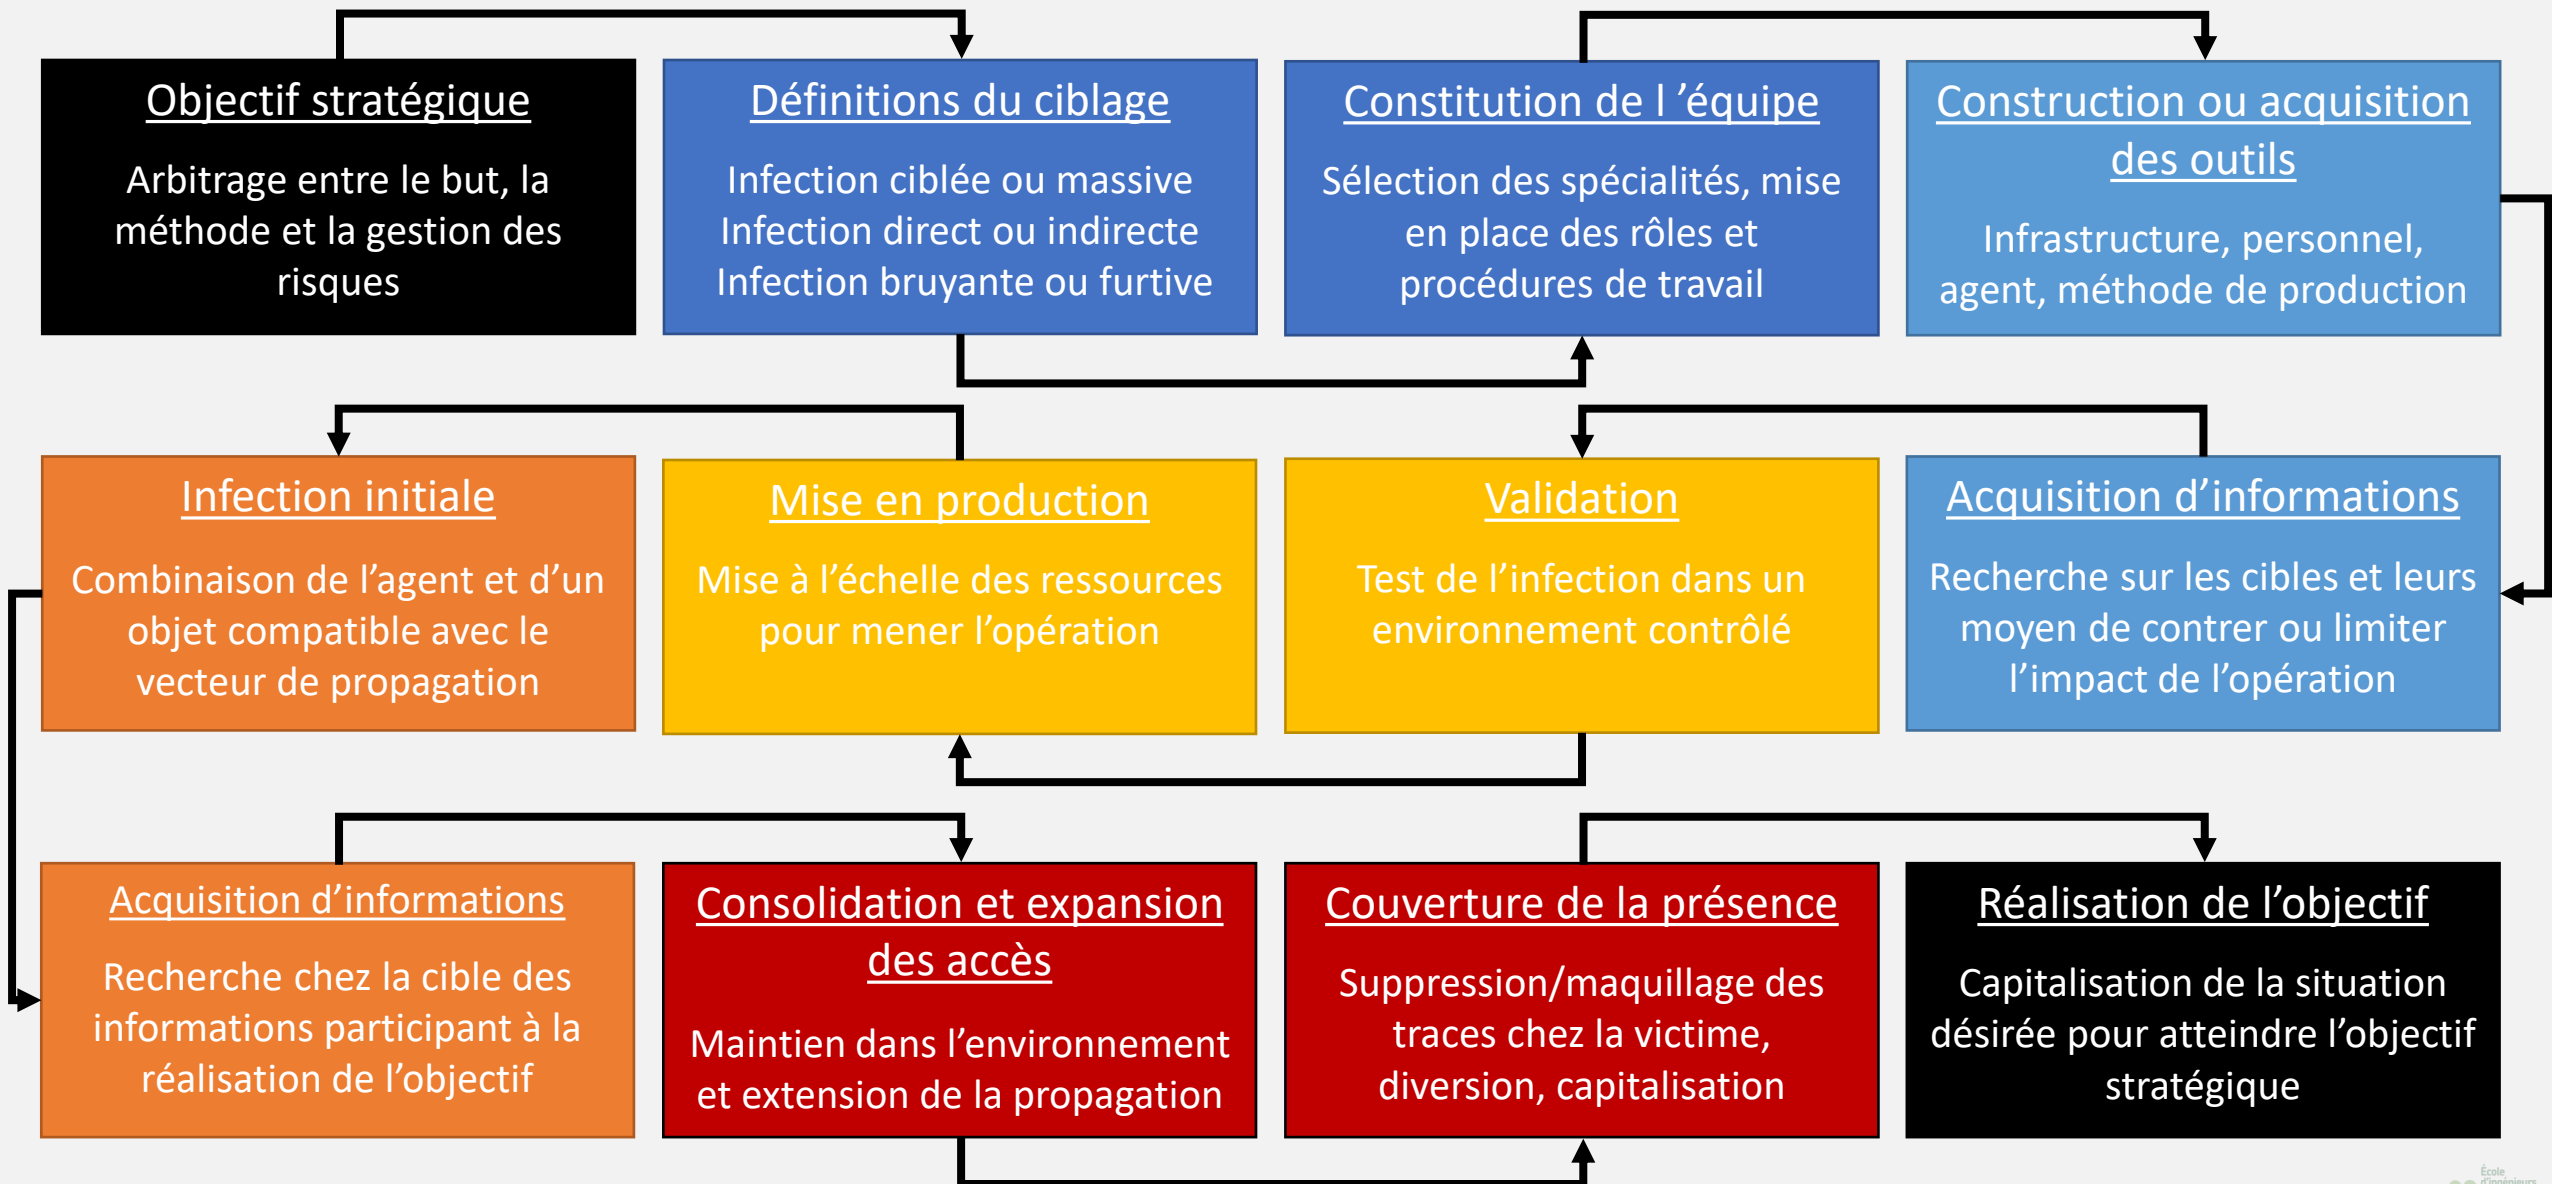 Objectif stratégique
Arbitrage entre le but, la
méthode et la gestion des
risques
Définitions du ciblage
Infection ciblée ou massive
Infection direct ou indirecte
Infection bruyante ou furtive
Constitution de l ’équipe
Sélection des spécialités, mise
en place des rôles et
procédures de travail
Construction ou acquisition
des outils
Infrastructure, personnel,
agent, méthode de production
Infection initiale
Combinaison de l’agent et d’un
objet compatible avec le
vecteur de propagation
Mise en production
Mise à l’échelle des ressources
pour mener l’opération
Validation
Test de l’infection dans un
environnement contrôlé
Acquisition d’informations
Recherche sur les cibles et leurs
moyen de contrer ou limiter
l’impact de l’opération
Acquisition d’informations
Recherche chez la cible des
informations participant à la
réalisation de l’objectif
Consolidation et expansion
des accès
Maintien dans l’environnement
et extension de la propagation
Couverture de la présence
Suppression/maquillage des
traces chez la victime,
diversion, capitalisation
Réalisation de l’objectif
Capitalisation de la situation
désirée pour atteindre l’objectif
stratégique
École
d’ingénieurs